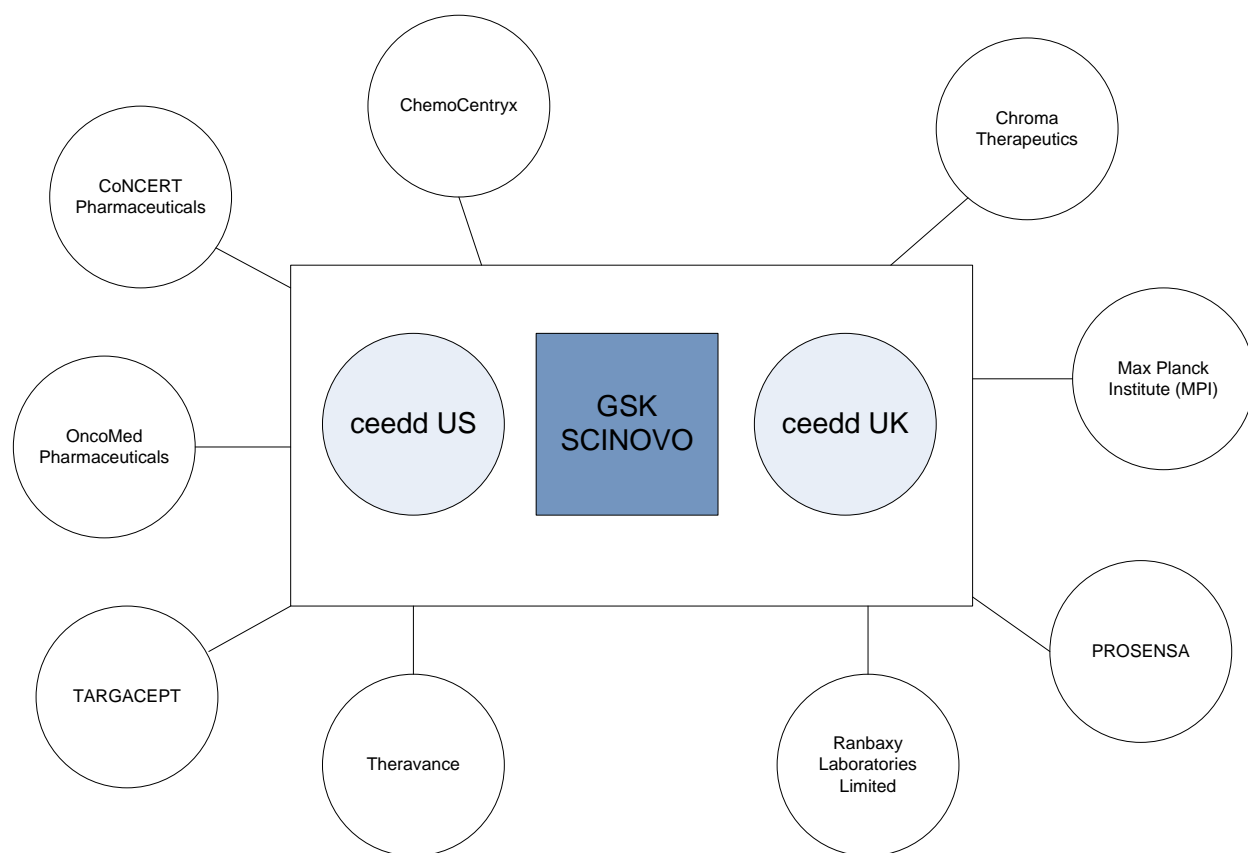 ChemoCentryx
Chroma
Therapeutics
CoNCERT
Pharmaceuticals
Max Planck
Institute (MPI)
ceedd US
GSK
SCINOVO
ceedd UK
OncoMed
Pharmaceuticals
PROSENSA
TARGACEPT
Theravance
Ranbaxy
Laboratories
Limited